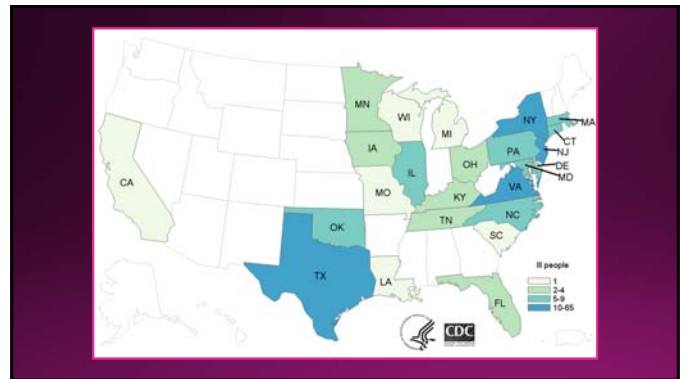 MN
WI
MI
NY
MA
CT
NJ
PA
DE
MD
IA
IL
OH
CA
MO
KY
VA
TN
NC
OK
SC
TX
LA
FL
Ill people
1
2-4
5-9
10-65
CDC